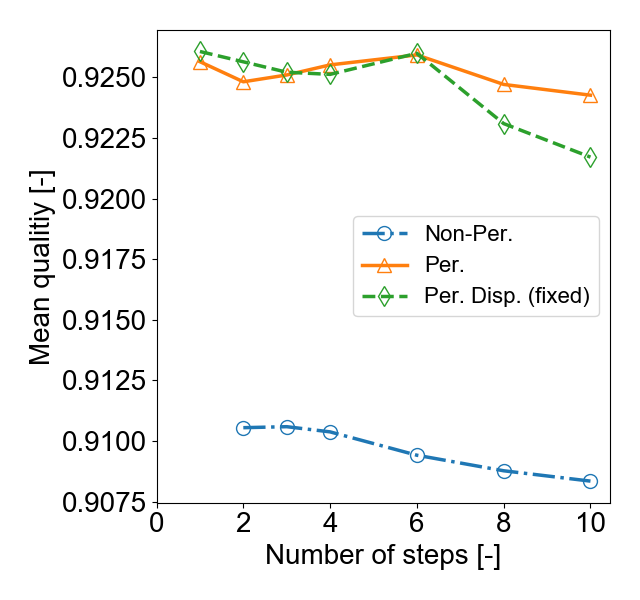 Mean qualitiy [-]
0.9250
0.9225
0.9200
0.9175
0.9150
0.9125
0.9100
0.9075
Non-Per.
Per.
Per. Disp. (fixed)
0 2 4 6 8 10
Number of steps [-]